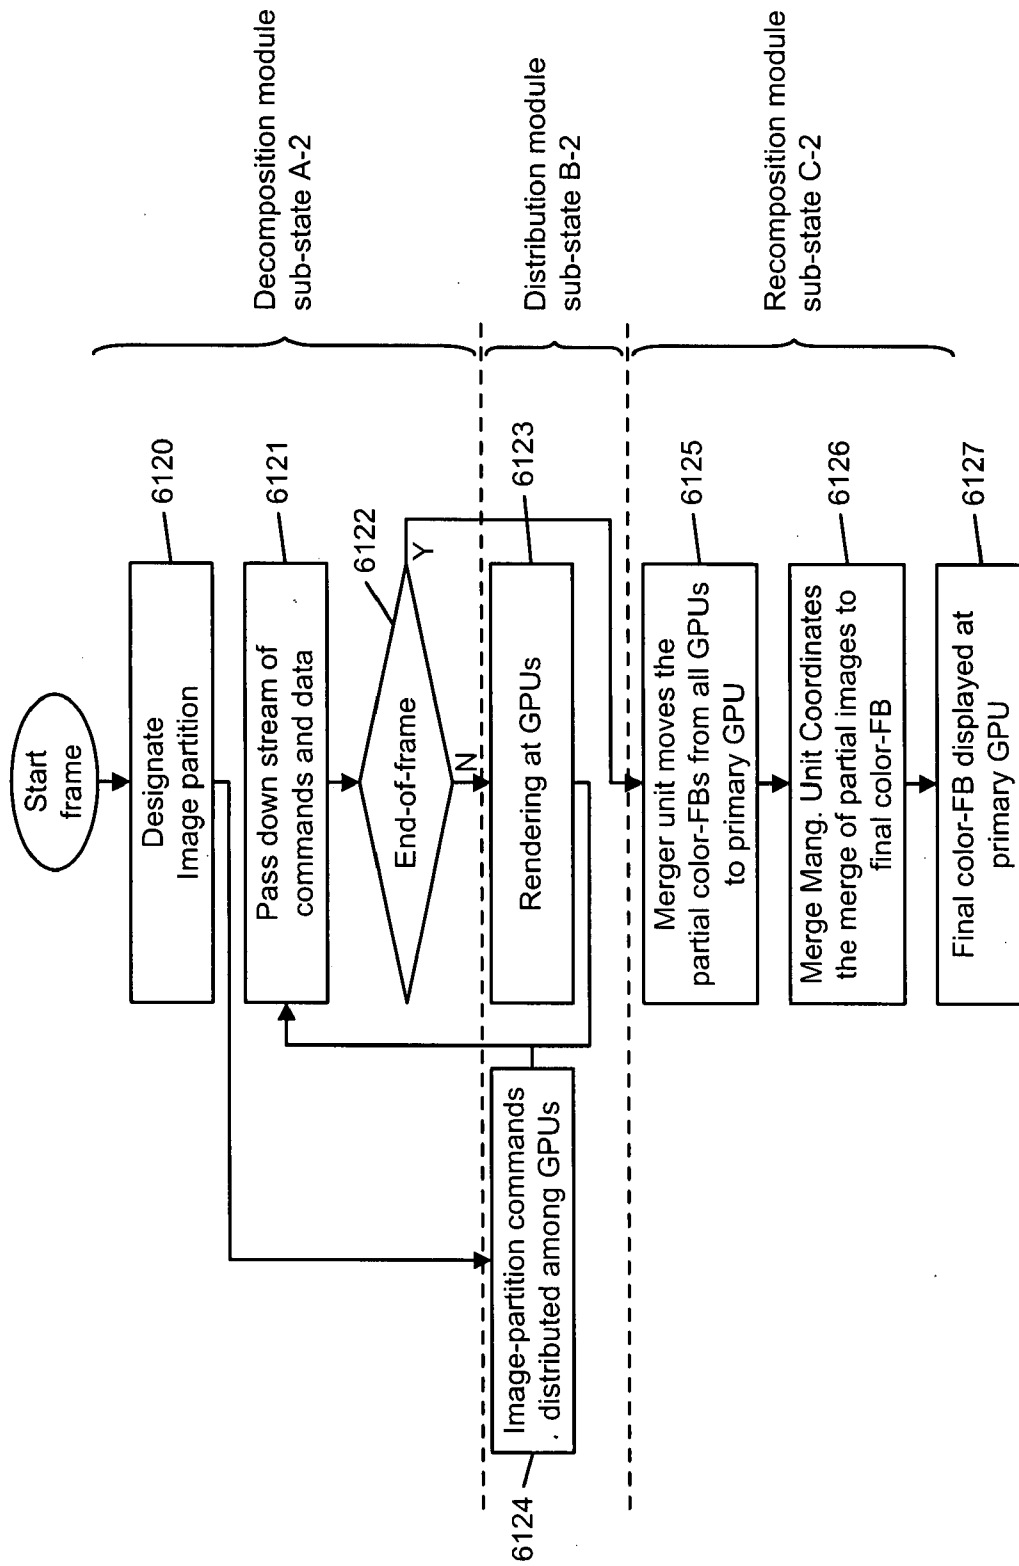 Start
frame
Designate
Image partition
6120
Pass down stream of
commands and data
6121
End-of-frame
6122
Y
N
Rendering at GPUs
6123
Image-partition commands
distributed among GPUs
6124
Merger unit moves the
partial color-FBs from all GPUs
to primary GPU
6125
Merge Mang. Unit Coordinates
the merge of partial images to
final color-FB
6126
Final color-FB displayed at
primary GPU
6127
Decomposition module
sub-state A-2
Distribution module
sub-state B-2
Recomposition module
sub-state C-2